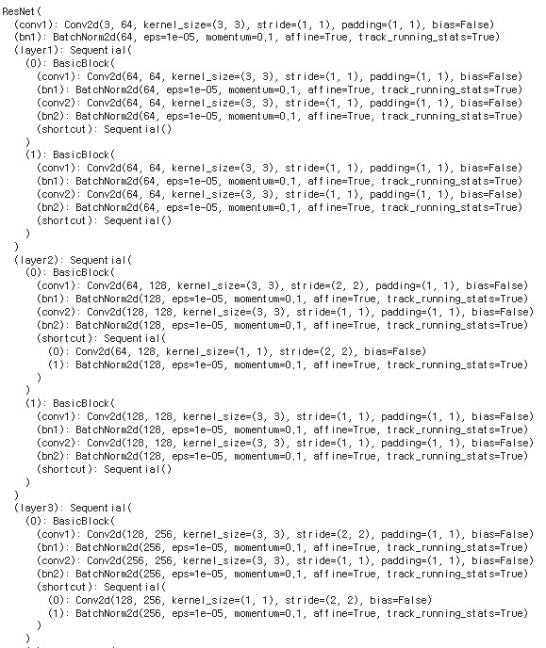 ResNet(
  (conv1): Conv2d(3, 64, kernel_size=(3, 3), stride=(1, 1), padding=(1, 1), bias=False)
  (bn1): BatchNorm2d(64, eps=1e-05, momentum=0.1, affine=True, track_running_stats=True)
  (layer1): Sequential(
    (0): BasicBlock(
      (conv1): Conv2d(64, 64, kernel_size=(3, 3), stride=(1, 1), padding=(1, 1), bias=False)
      (bn1): BatchNorm2d(64, eps=1e-05, momentum=0.1, affine=True, track_running_stats=True)
      (conv2): Conv2d(64, 64, kernel_size=(3, 3), stride=(1, 1), padding=(1, 1), bias=False)
      (bn2): BatchNorm2d(64, eps=1e-05, momentum=0.1, affine=True, track_running_stats=True)
      (shortcut): Sequential()
    )
    (1): BasicBlock(
      (conv1): Conv2d(64, 64, kernel_size=(3, 3), stride=(1, 1), padding=(1, 1), bias=False)
      (bn1): BatchNorm2d(64, eps=1e-05, momentum=0.1, affine=True, track_running_stats=True)
      (conv2): Conv2d(64, 64, kernel_size=(3, 3), stride=(1, 1), padding=(1, 1), bias=False)
      (bn2): BatchNorm2d(64, eps=1e-05, momentum=0.1, affine=True, track_running_stats=True)
      (shortcut): Sequential()
    )
  )
  (layer2): Sequential(
    (0): BasicBlock(
      (conv1): Conv2d(64, 128, kernel_size=(3, 3), stride=(2, 2), padding=(1, 1), bias=False)
      (bn1): BatchNorm2d(128, eps=1e-05, momentum=0.1, affine=True, track_running_stats=True)
      (conv2): Conv2d(128, 128, kernel_size=(3, 3), stride=(1, 1), padding=(1, 1), bias=False)
      (bn2): BatchNorm2d(128, eps=1e-05, momentum=0.1, affine=True, track_running_stats=True)
      (shortcut): Sequential(
        (0): Conv2d(64, 128, kernel_size=(1, 1), stride=(2, 2), bias=False)
        (1): BatchNorm2d(128, eps=1e-05, momentum=0.1, affine=True, track_running_stats=True)
      )
    )
    (1): BasicBlock(
      (conv1): Conv2d(128, 128, kernel_size=(3, 3), stride=(1, 1), padding=(1, 1), bias=False)
      (bn1): BatchNorm2d(128, eps=1e-05, momentum=0.1, affine=True, track_running_stats=True)
      (conv2): Conv2d(128, 128, kernel_size=(3, 3), stride=(1, 1), padding=(1, 1), bias=False)
      (bn2): BatchNorm2d(128, eps=1e-05, momentum=0.1, affine=True, track_running_stats=True)
      (shortcut): Sequential()
    )
  )
  (layer3): Sequential(
    (0): BasicBlock(
      (conv1): Conv2d(128, 256, kernel_size=(3, 3), stride=(2, 2), padding=(1, 1), bias=False)
      (bn1): BatchNorm2d(256, eps=1e-05, momentum=0.1, affine=True, track_running_stats=True)
      (conv2): Conv2d(256, 256, kernel_size=(3, 3), stride=(1, 1), padding=(1, 1), bias=False)
      (bn2): BatchNorm2d(256, eps=1e-05, momentum=0.1, affine=True, track_running_stats=True)
      (shortcut): Sequential(
        (0): Conv2d(128, 256, kernel_size=(1, 1), stride=(2, 2), bias=False)
        (1): BatchNorm2d(256, eps=1e-05, momentum=0.1, affine=True, track_running_stats=True)
      )
    )